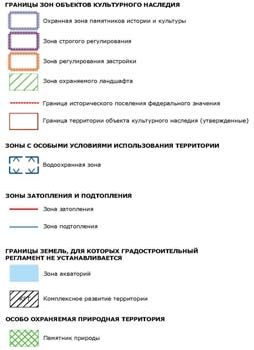 ГРАНИЦЫ ЗОН ОБЪЕКТОВ КУЛЬТУРНОГО НАСЛЕДИЯ
Охранная зона памятников истории и культуры
Зона строгого регулирования
Зона регулирования застройки
Зона охраняемого ландшафта
Граница исторического поселения федерального значения
Граница территории объекта культурного наследия (утвержденные)
ЗОНЫ С ОСОБЫМИ УСЛОВИЯМИ ИСПОЛЬЗОВАНИЯ ТЕРРИТОРИИ
Водоохранная зона
ЗОНЫ ЗАТОПЛЕНИЯ И ПОДТОПЛЕНИЯ
Зона затопления
Зона подтопления
ГРАНИЦЫ ЗЕМЕЛЬ, ДЛЯ КОТОРЫХ ГРАДОСТРОИТЕЛЬНЫЙ
РЕГЛАМЕНТ НЕ УСТАНАВЛИВАЕТСЯ
Зона акваторий
Комплексное развитие территории
ОСОБО ОХРАНЯЕМАЯ ПРИРОДНАЯ ТЕРРИТОРИЯ
Памятник природы